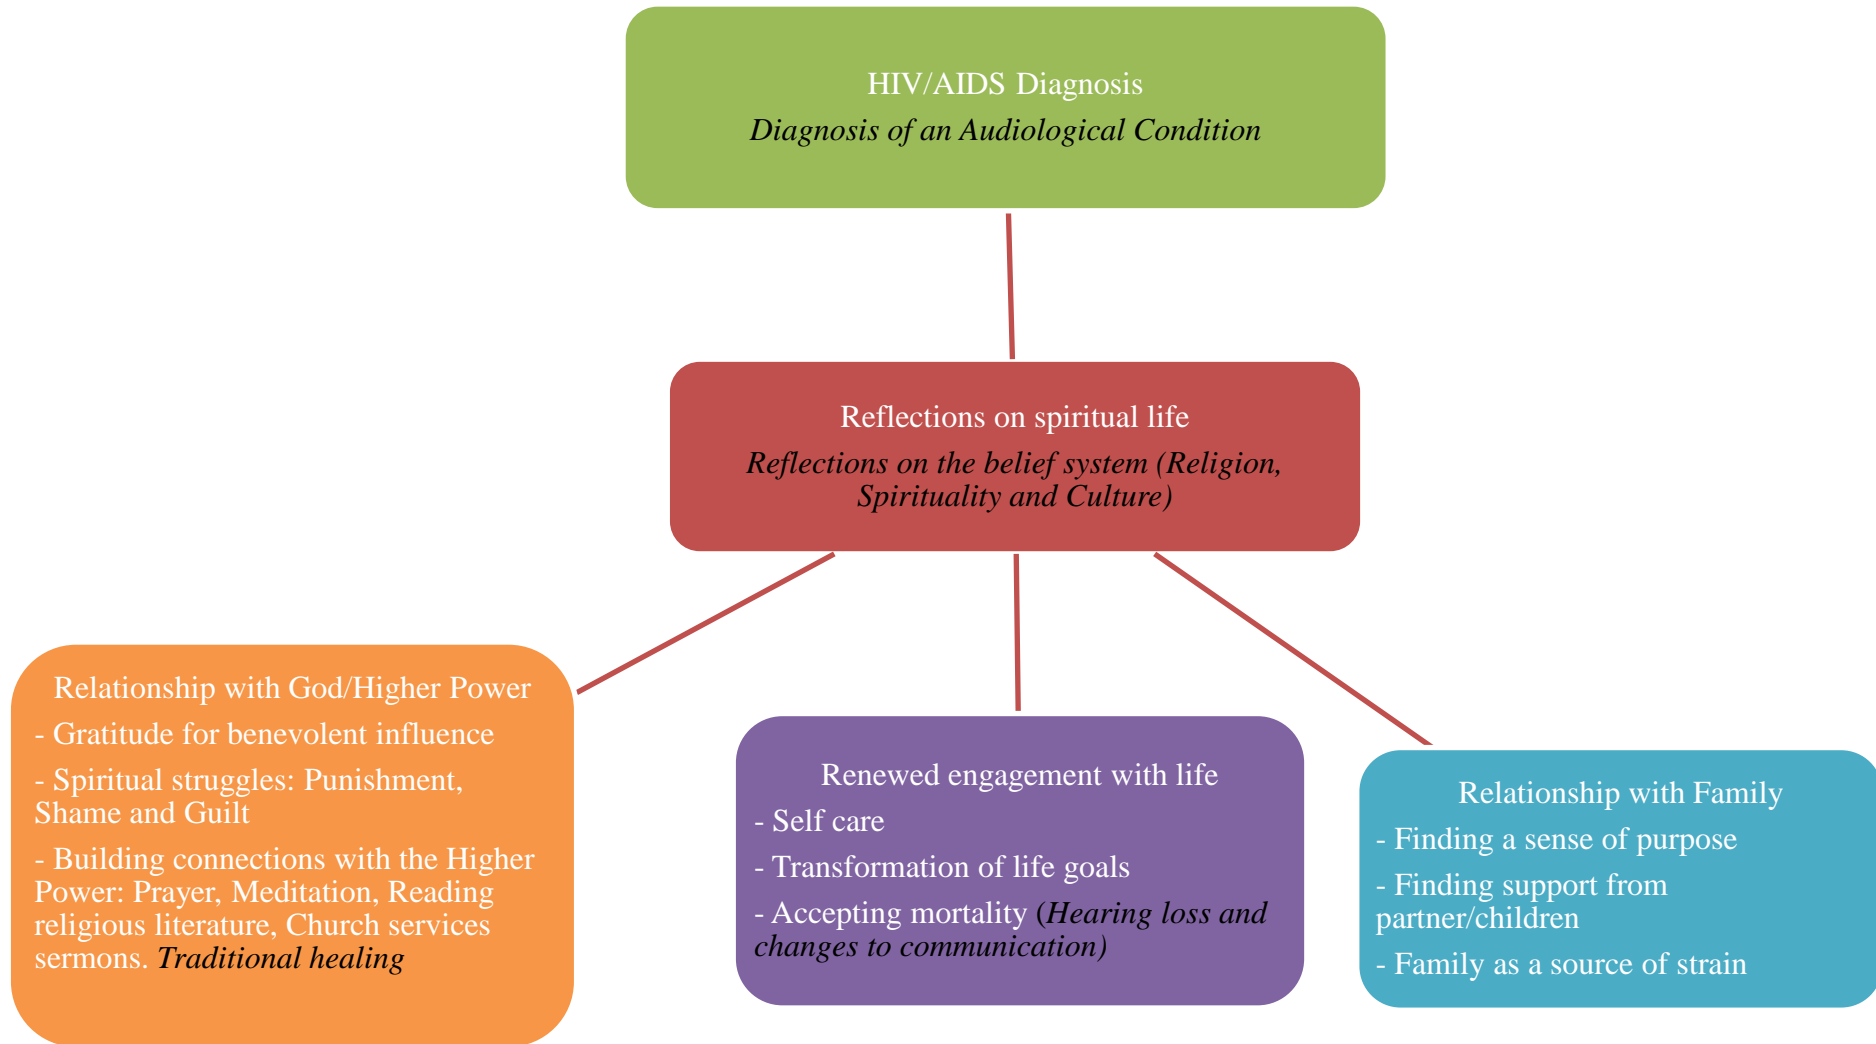 HIV/AIDS Diagnosis
Diagnosis of an Audiological Condition
Reflections on spiritual life
Reflections on the belief system (Religion,
Spirituality and Culture)
Relationship with God/Higher Power
- Gratitude for benevolent influence
- Spiritual struggles: Punishment,
Shame and Guilt
- Building connections with the Higher
Power: Prayer, Meditation, Reading
religious literature, Church services
sermons. Traditional healing
Renewed engagement with life
- Self care
- Transformation of life goals
- Accepting mortality (Hearing loss and
changes to communication)
Relationship with Family
- Finding a sense of purpose
- Finding support from
partner/children
- Family as a source of strain